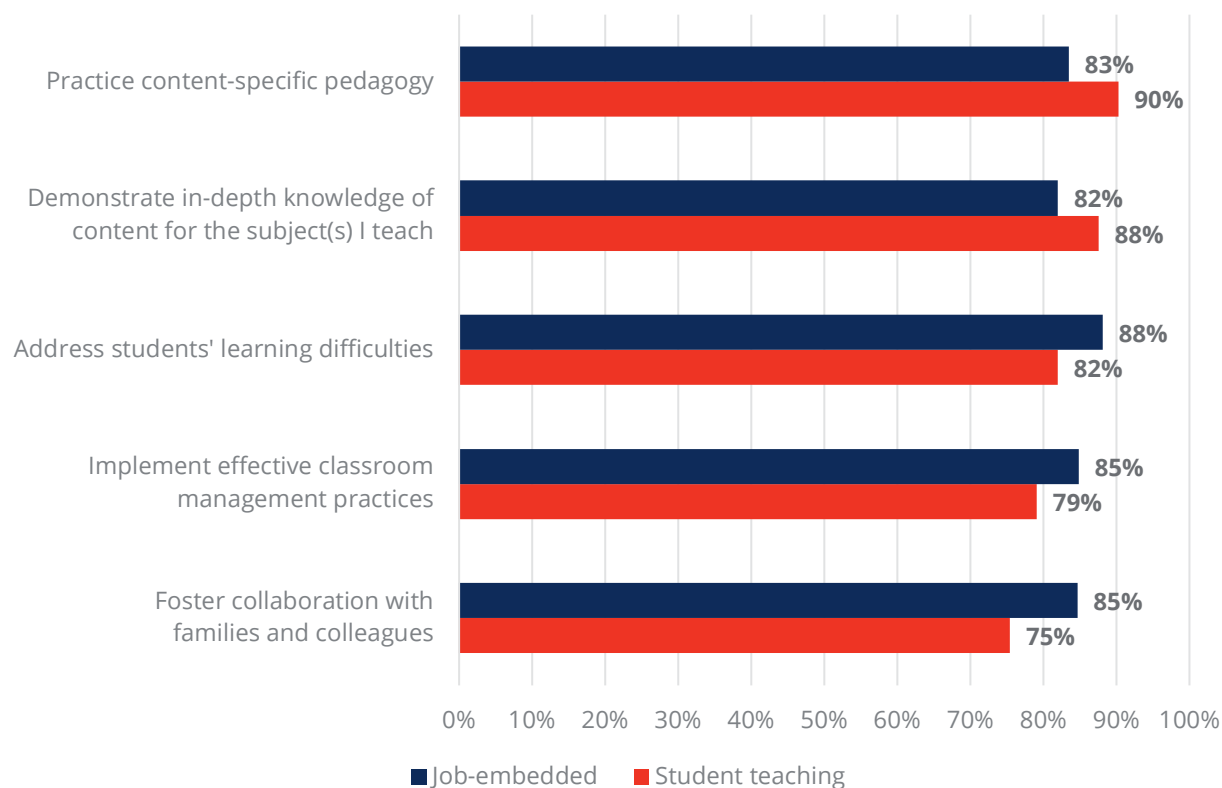 Practice content-specific pedagogy
83%
90%
Demonstrate in-depth knowledge of
content for the subject(s) I teach
82%
88%
Address students' learning difficulties
88%
82%
Implement effective classroom
management practices
85%
79%
Foster collaboration with
families and colleagues
85%
75%
0% 10% 20% 30% 40% 50% 60% 70% 80% 90% 100%
Job-embedded Student teaching